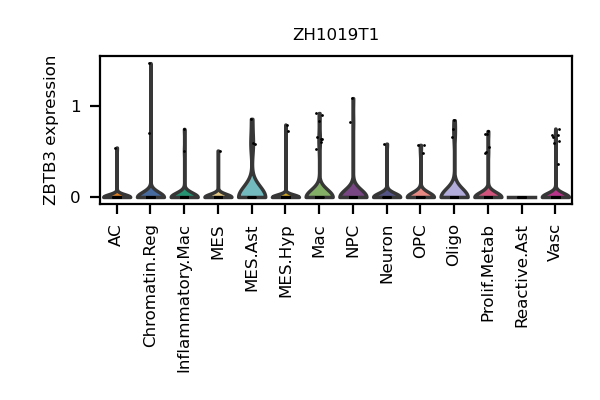 ZH1019T1
ZBTB3 expression
1
0
AC
Chromatin.Reg
Inflammatory.Mac
MES
MES.Ast
MES.Hyp
Mac
NPC
Neuron
OPC
Oligo
Prolif.Metab
Reactive.Ast
Vasc